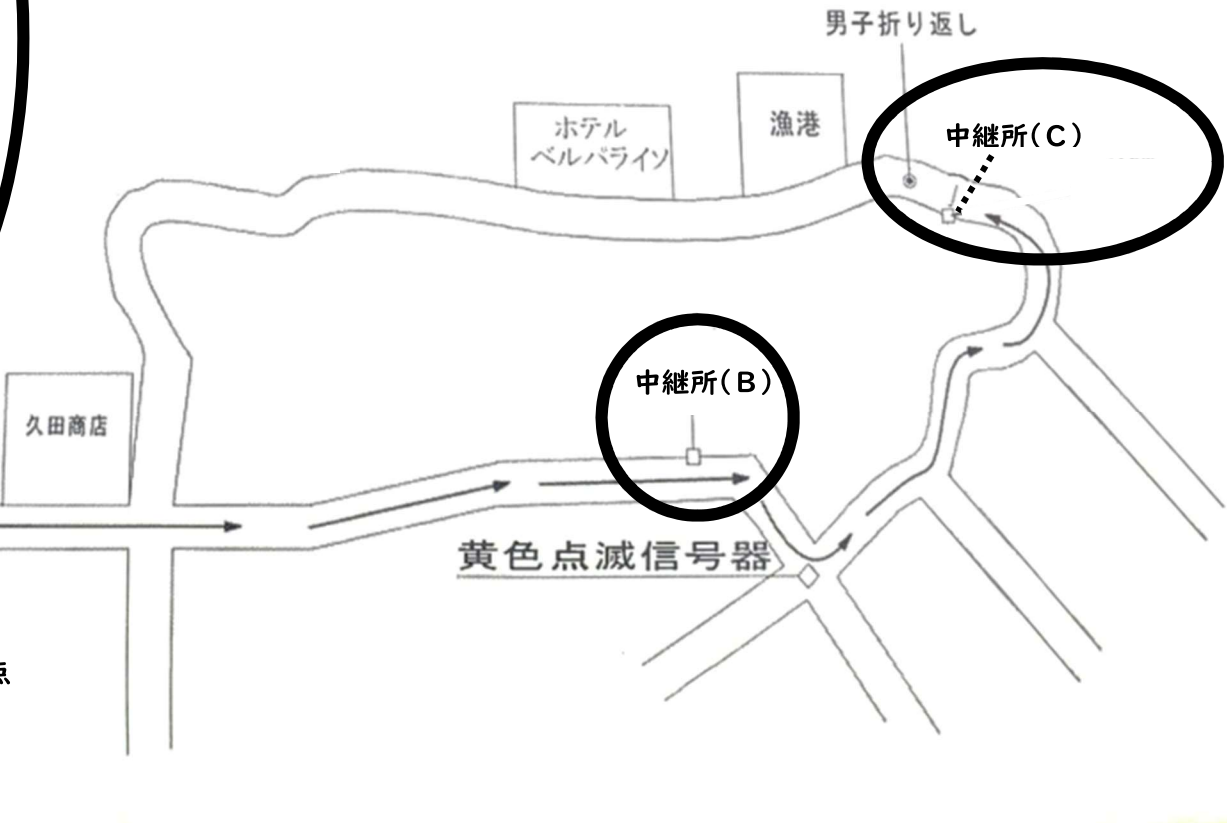 男子折り返し
中継所(C)
漁港
ホテル
ベルパライソ
中継所(B)
久田商店
黄色点滅信号器
点